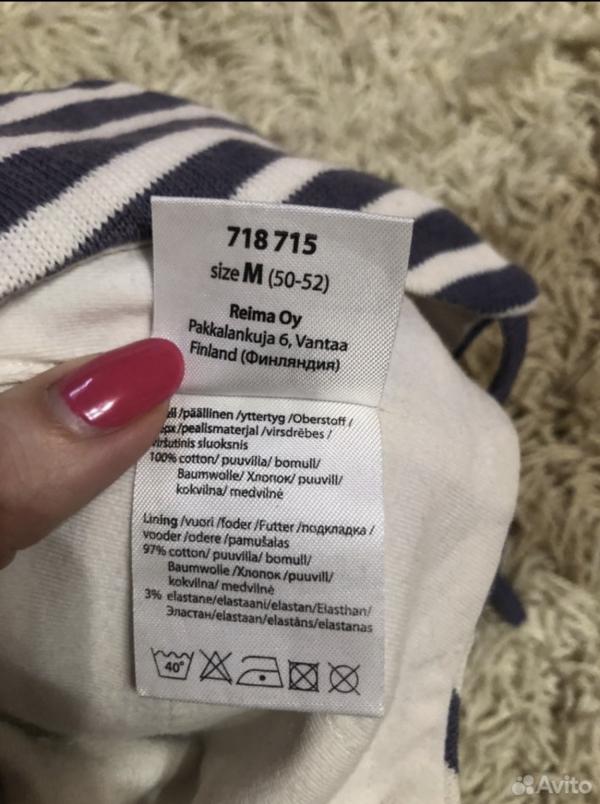 718 715
size M (50-52)
Reima Oy
Pakkalankuja 6, Vantaa
Finland (Финляндия)
/päällinen /yttertyg /Oberstoff /
/pealismaterjal /virsdrēbes /
sluoksnis
100% cotton/ puuvilla/ bomull/
Baumwolle/ Хлопок/ puuvill/
kokvilna/ medvilnė
Lining /vuori /foder /Futter /подкладка /
vooder /odere /pamušalas
97% cotton/ puuvilla/ bomull/
Baumwolle /Хлопок /puuvill/
kokvilna/ medvilnė
3% elastane/elastaani/elastan/Elasthan/
Эластан/elastaan/elastāns/elastanas
40°
Avito